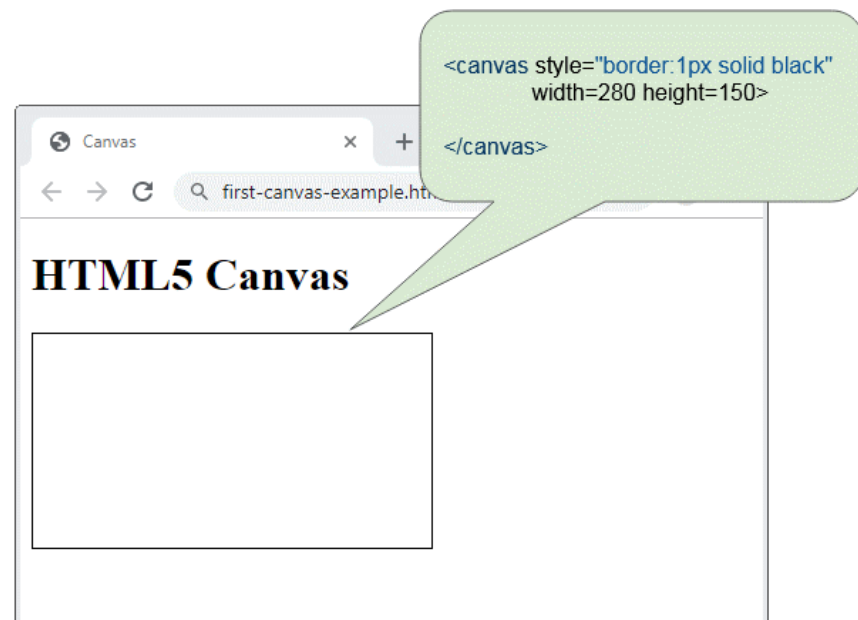 <canvas style="border:1px solid black"
width=280 height=150>
</canvas>
Canvas
first-canvas-example.htm
HTML5 Canvas